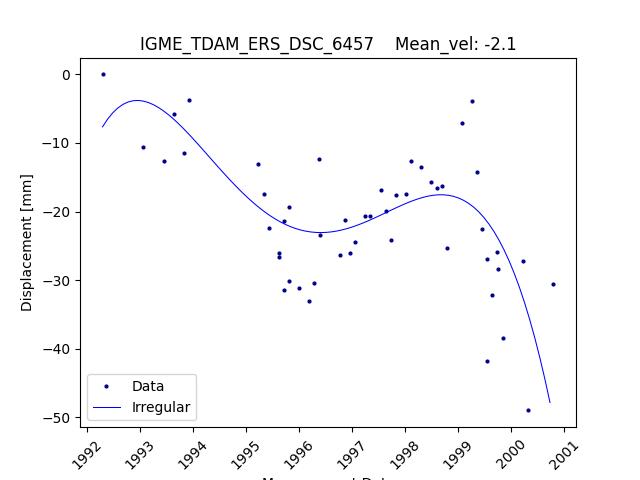 IGME_TDAM_ERS_DSC_6457    Mean_vel: -2.1
Displacement [mm]
0
−10
−20
−30
−40
−50
Data
Irregular
1992 1993 1994 1995 1996 1997 1998 1999 2000 2001